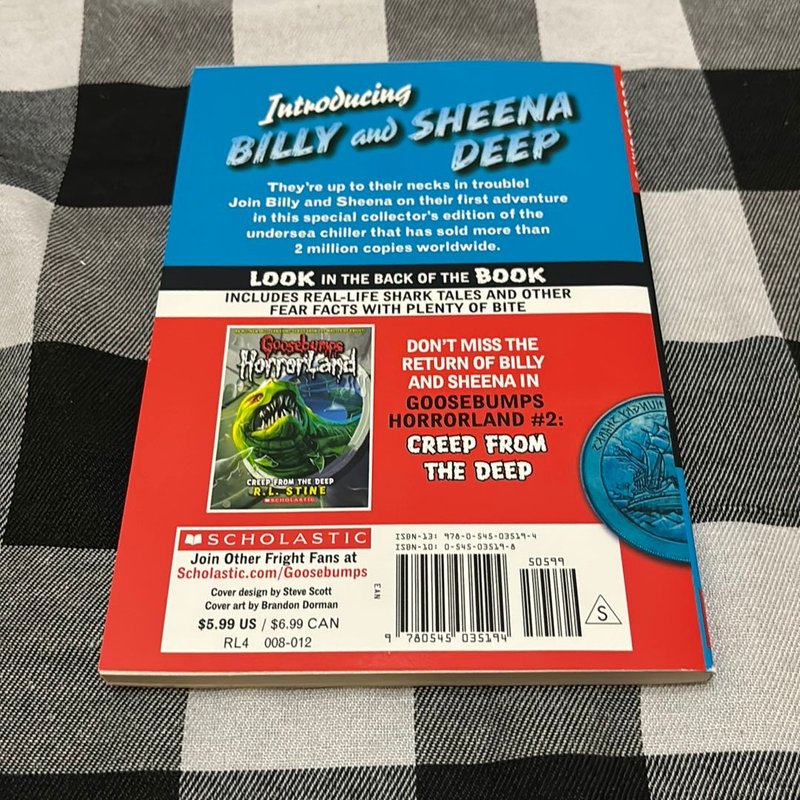 Introducing
BILLY and SHEENA
DEEP
They're up to their necks in trouble!
Join Billy and Sheena on their first adventure
in this special collector's edition of the
undersea chiller that has sold more than
2 million copies worldwide.
LOOK IN THE BACK OF THE BOOK
INCLUDES REAL-LIFE SHARK TALES AND OTHER
FEAR FACTS WITH PLENTY OF BITE
Goosebumps
HorrorLand
CREEP FROM THE DEEP
R.L. STINE
SCHOLASTIC
DON'T MISS THE
RETURN OF BILLY
AND SHEENA IN
GOOSEBUMPS
HORRORLAND #2:
CREEP FROM
THE DEEP
SCHOLASTIC
Join Other Fright Fans at
Scholastic.com/Goosebumps
Cover design by Steve Scott
Cover art by Brandon Dorman
$5.99 US / $6.99 CAN
RL4 008-012
EAN
ISBN-13: 978-0-545-03519-4
ISBN-10: 0-545-03519-8
50599
9 780545 035194
S